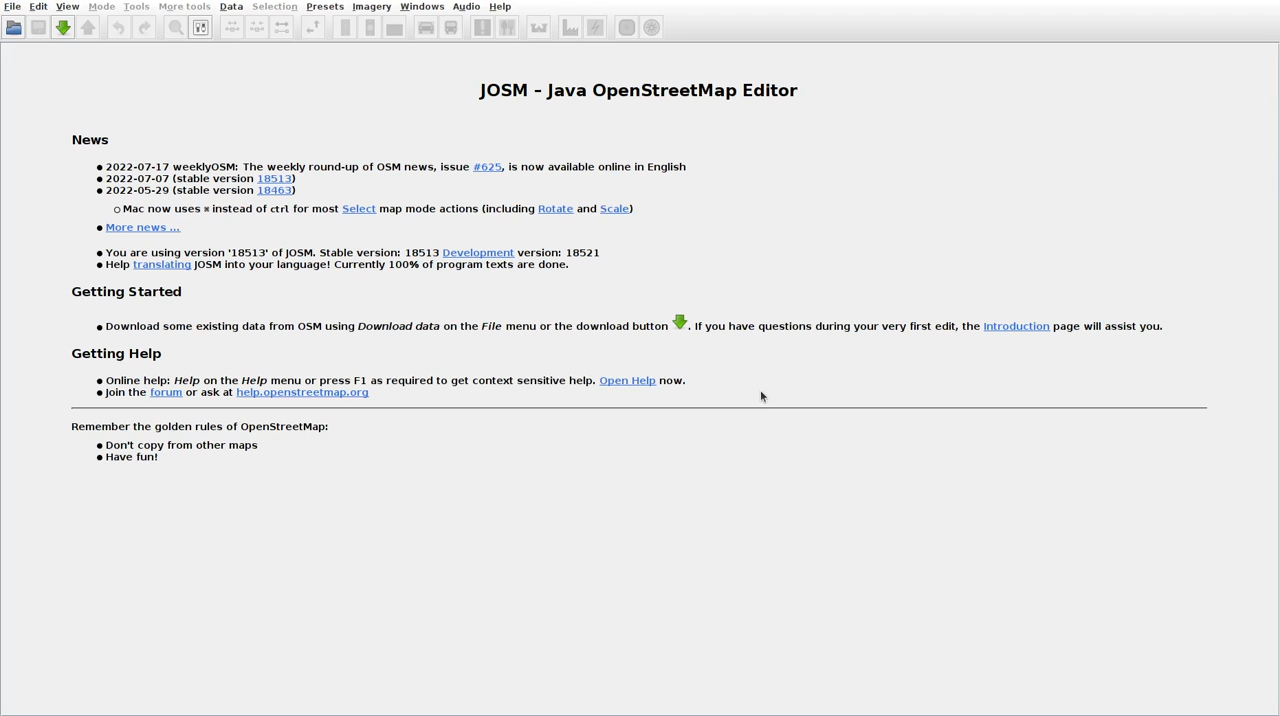 File Edit View Mode Tools More tools Data Selection Presets Imagery Windows Audio Help
JOSM – Java OpenStreetMap Editor
News
2022-07-17 weeklyOSM: The weekly round-up of OSM news, issue #625, is now available online in English
2022-07-07 (stable version 18513)
2022-05-29 (stable version 18463)
Mac now uses ⌘ instead of ctrl for most Select map mode actions (including Rotate and Scale)
More news ...
You are using version '18513' of JOSM. Stable version: 18513 Development version: 18521
Help translating JOSM into your language! Currently 100% of program texts are done.
Getting Started
Download some existing data from OSM using Download data on the File menu or the download button . If you have questions during your very first edit, the Introduction page will assist you.
Getting Help
Online help: Help on the Help menu or press F1 as required to get context sensitive help. Open Help now.
Join the forum or ask at help.openstreetmap.org
Remember the golden rules of OpenStreetMap:
Don't copy from other maps
Have fun!